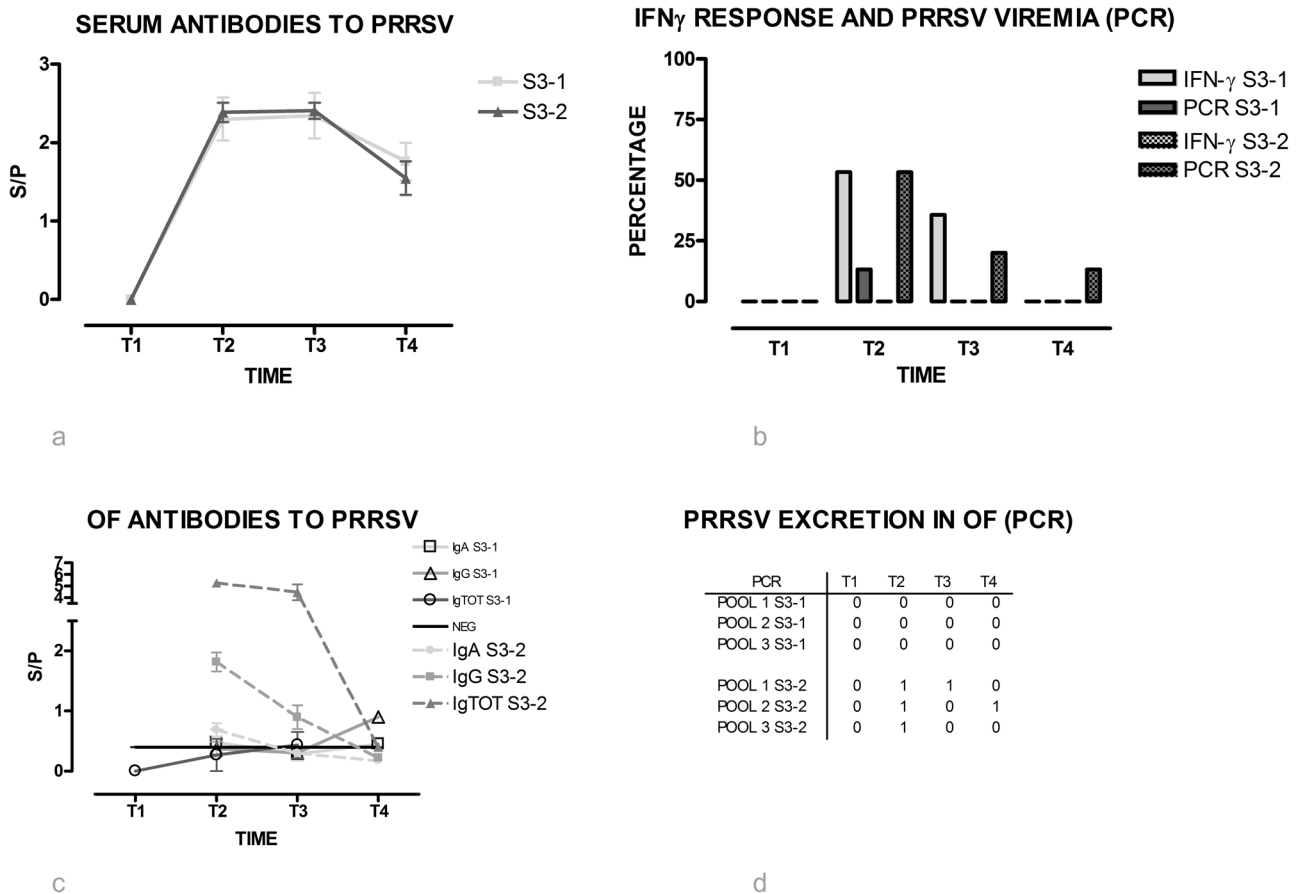 SERUM ANTIBODIES TO PRRSV
3
2
1
0
S/P
T1 T2 T3 T4
TIME
S3-1
S3-2
a
IFNγ RESPONSE AND PRRSV VIREMIA (PCR)
100
75
50
25
0
PERCENTAGE
T1 T2 T3 T4
TIME
IFN-γ S3-1
PCR S3-1
IFN-γ S3-2
PCR S3-2
b
OF ANTIBODIES TO PRRSV
7
6
5
4
2
1
0
S/P
T1 T2 T3 T4
TIME
IgA S3-1
IgG S3-1
IgTOT S3-1
NEG
IgA S3-2
IgG S3-2
IgTOT S3-2
c
PRRSV EXCRETION IN OF (PCR)
PCR T1 T2 T3 T4
POOL 1 S3-1 0 0 0 0
POOL 2 S3-1 0 0 0 0
POOL 3 S3-1 0 0 0 0
POOL 1 S3-2 0 1 1 0
POOL 2 S3-2 0 1 0 1
POOL 3 S3-2 0 1 0 0
d